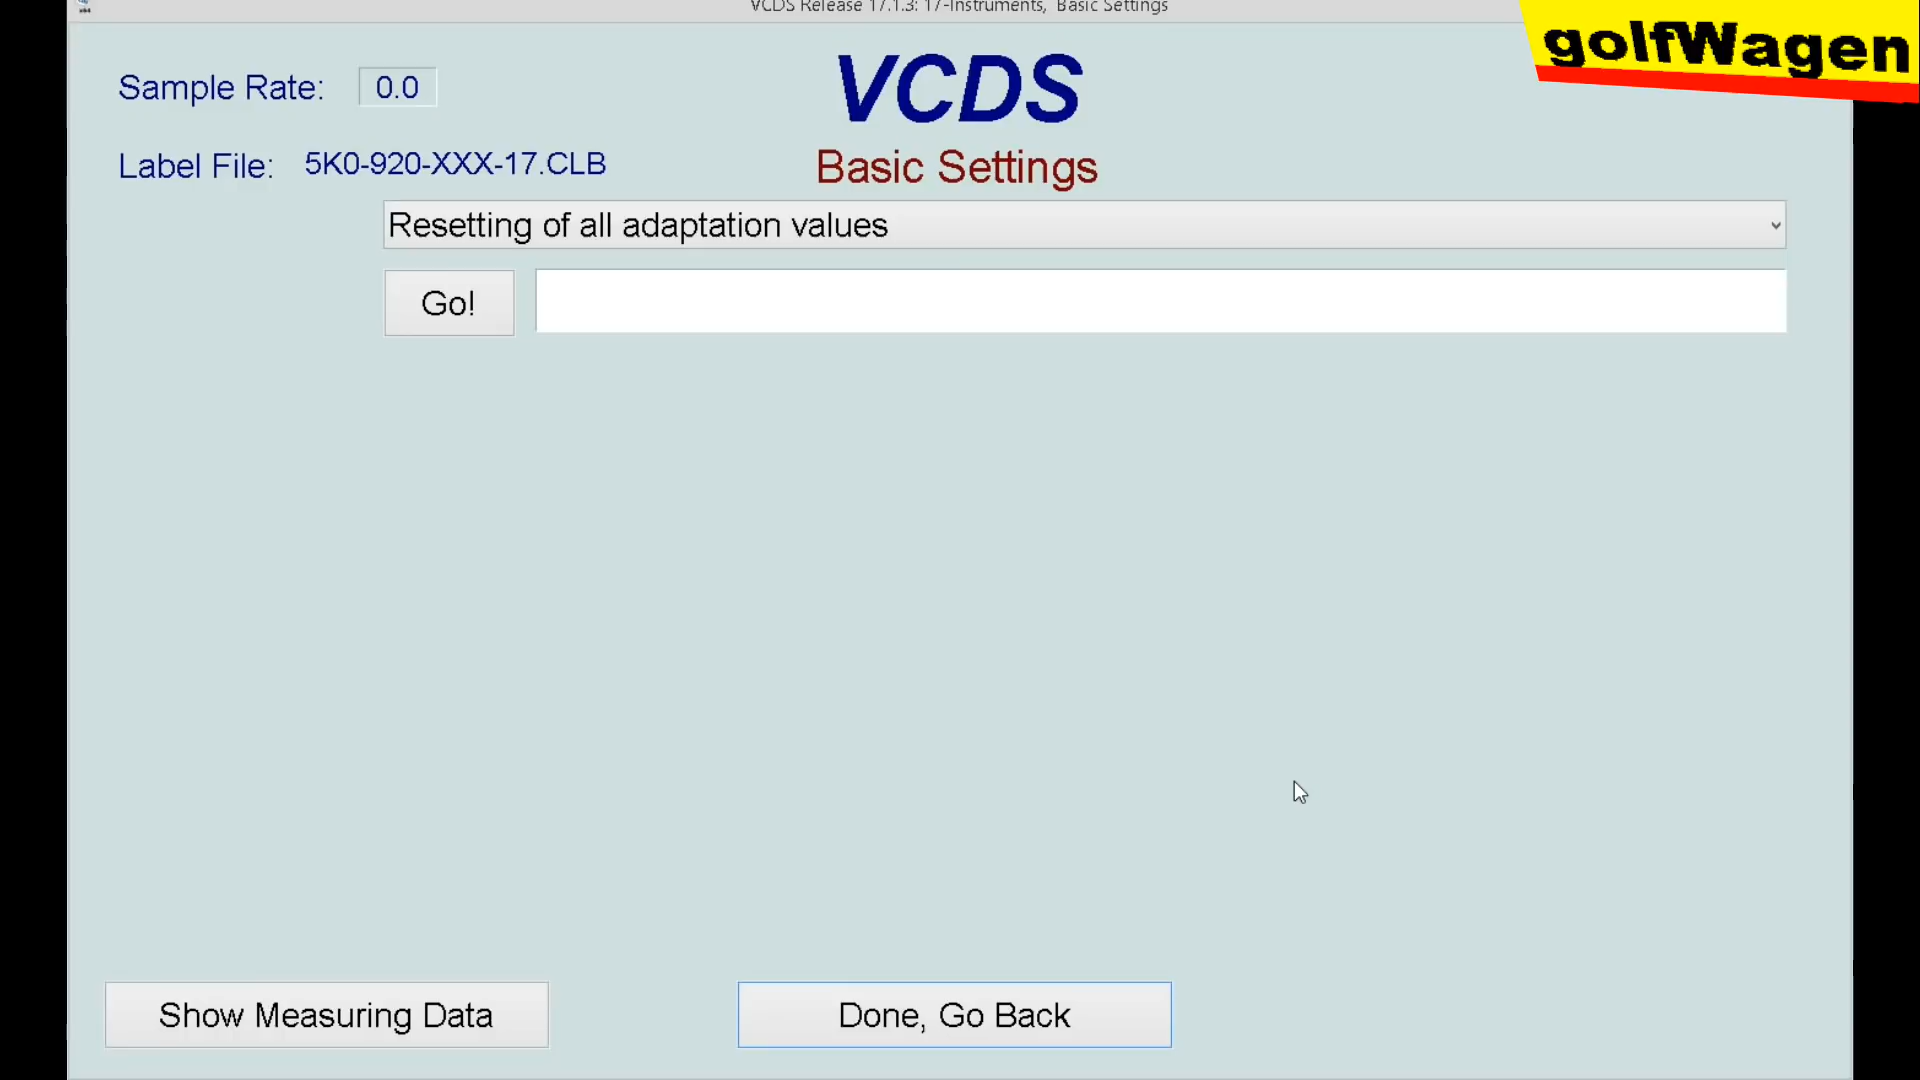 VCDS Release 17.1.3: 17-Instruments, Basic Settings
golfWagen
Sample Rate: 0.0
VCDS
Label File: 5K0-920-XXX-17.CLB
Basic Settings
Resetting of all adaptation values
Go!
Show Measuring Data
Done, Go Back